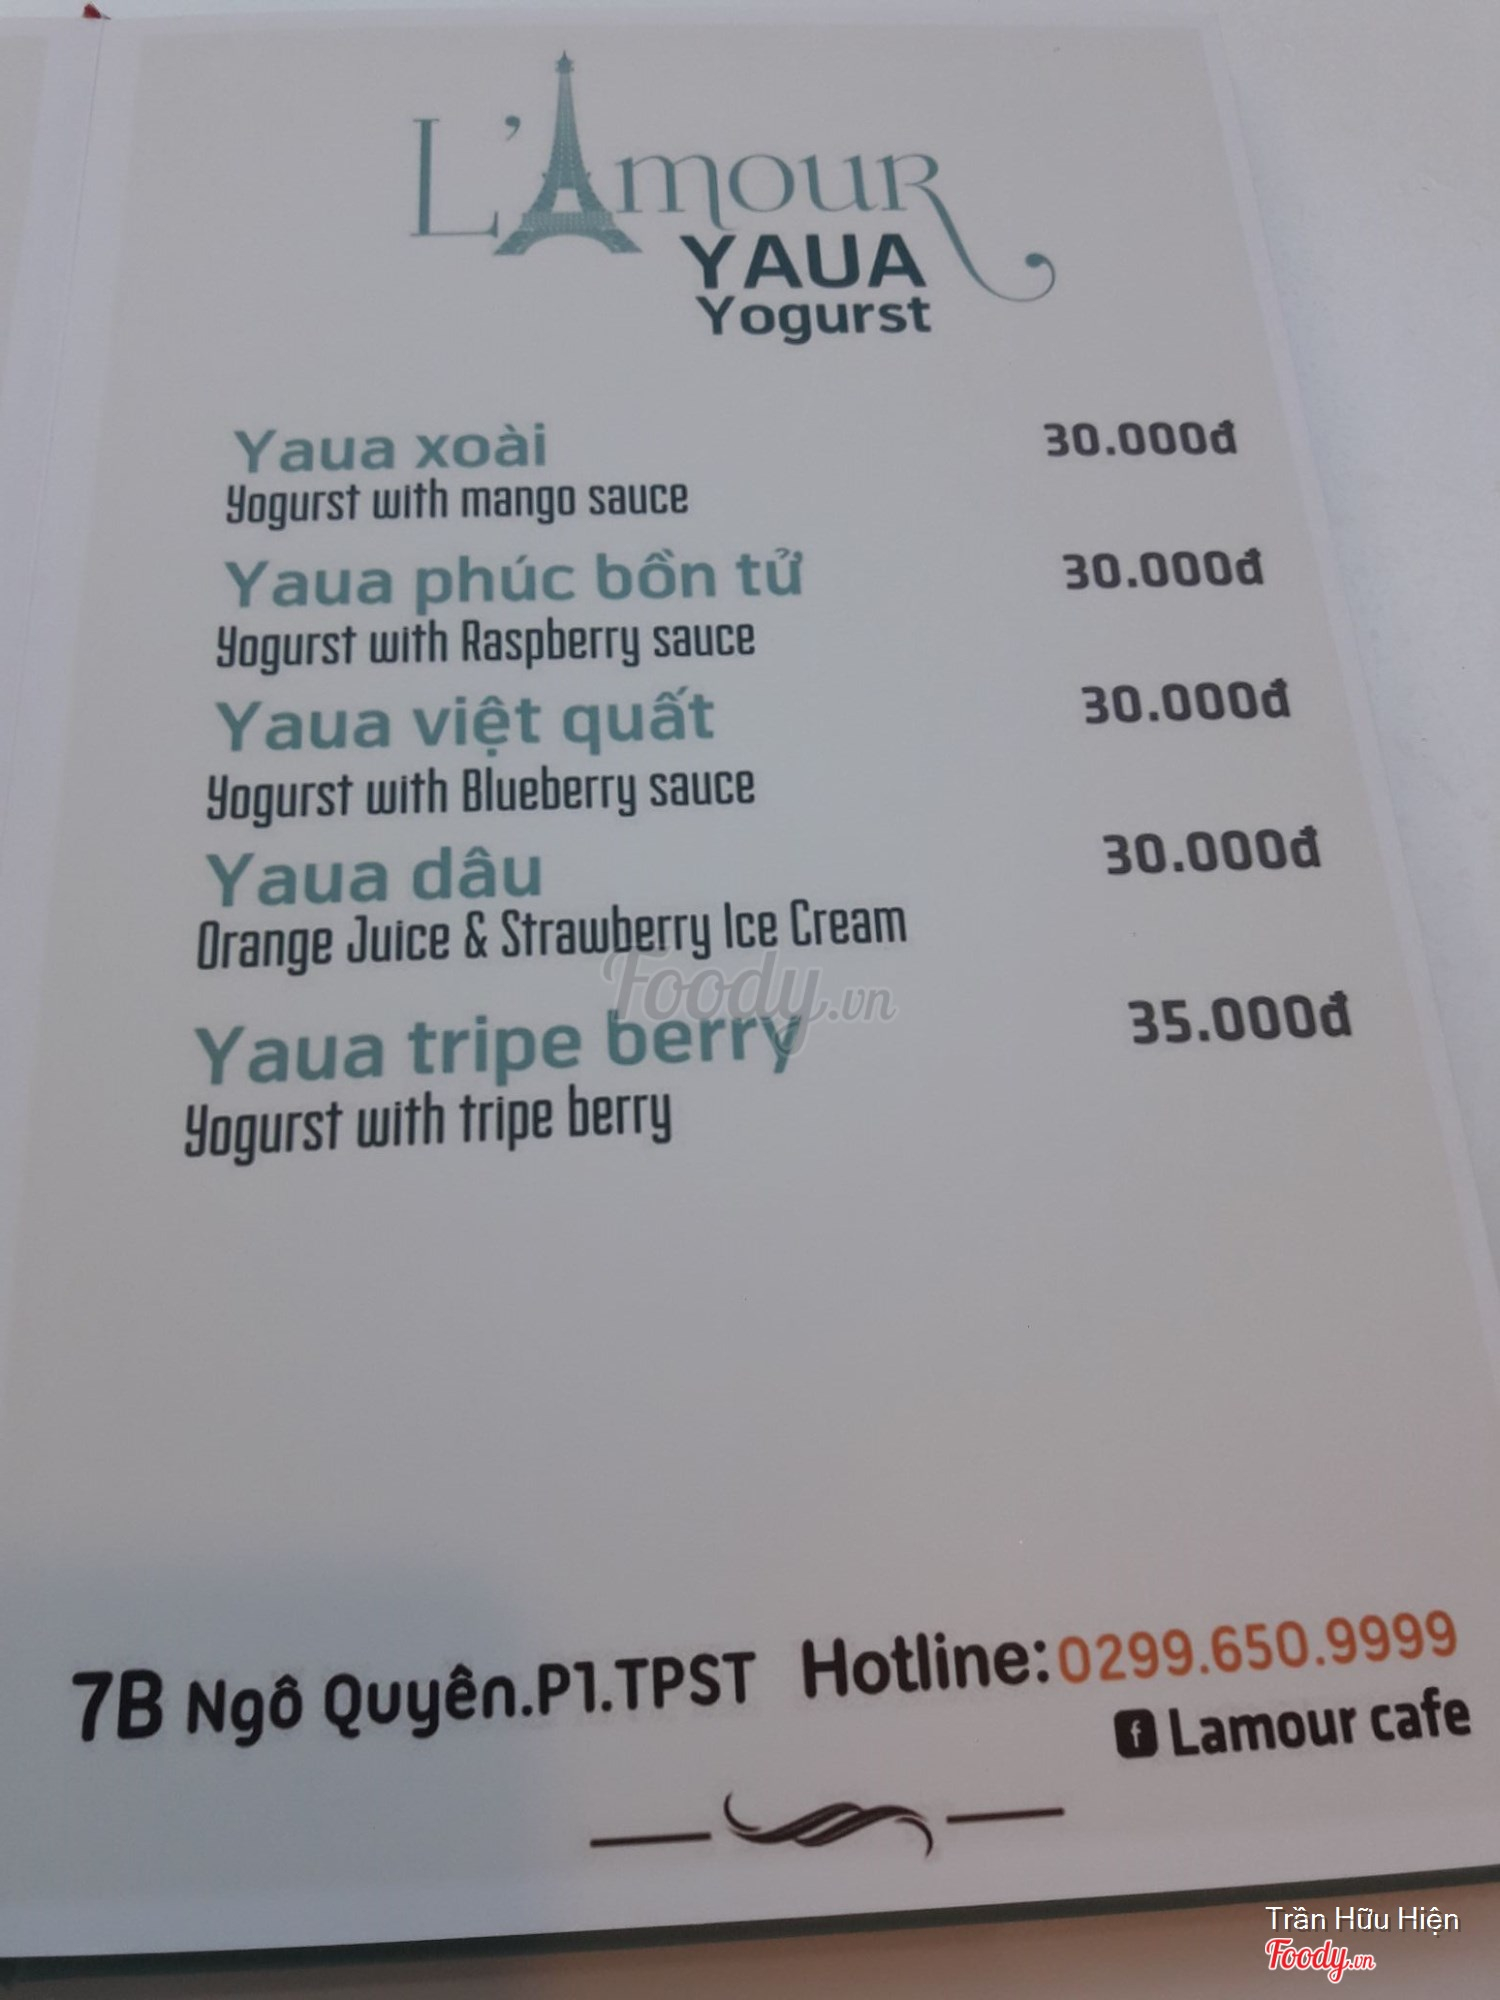 L'Amour
YAUA
Yogurst
Yaua xoài 30.000đ
Yogurst with mango sauce
Yaua phúc bồn tử 30.000đ
Yogurst with Raspberry sauce
Yaua việt quất 30.000đ
Yogurst with Blueberry sauce
Yaua dâu 30.000đ
Orange Juice & Strawberry Ice Cream
Foody.vn
Yaua tripe berry 35.000đ
Yogurst with tripe berry
7B Ngô Quyên.P1.TPST Hotline:0299.650.9999
f Lamour cafe
Trần Hữu Hiện
Foody.vn